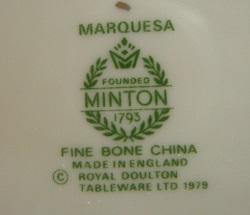 MARQUESA
FOUNDED
MINTON
1793
FINE BONE CHINA
MADE IN ENGLAND
© ROYAL DOULTON
TABLEWARE LTD 1979